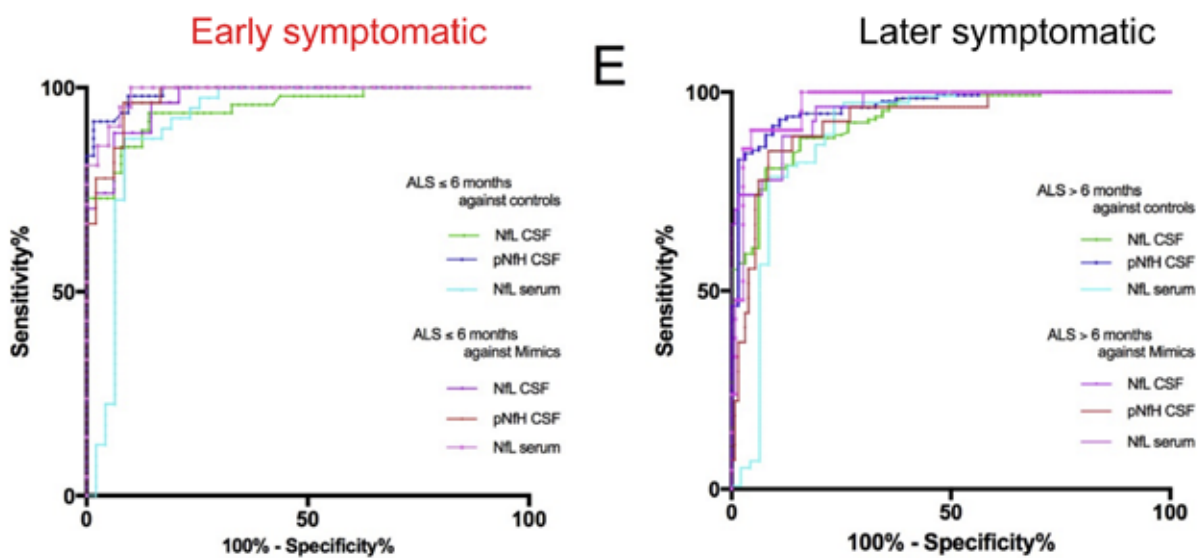 Early symptomatic
E
Later symptomatic
100
50
0
Sensitivity%
0
50
100
100% - Specificity%
ALS ≤ 6 months
against controls
NfL CSF
pNfH CSF
NfL serum
ALS ≤ 6 months
against Mimics
NfL CSF
pNfH CSF
NfL serum
100
50
0
Sensitivity%
0
50
100
100% - Specificity%
ALS > 6 months
against controls
NfL CSF
pNfH CSF
NfL serum
ALS > 6 months
against Mimics
NfL CSF
pNfH CSF
NfL serum